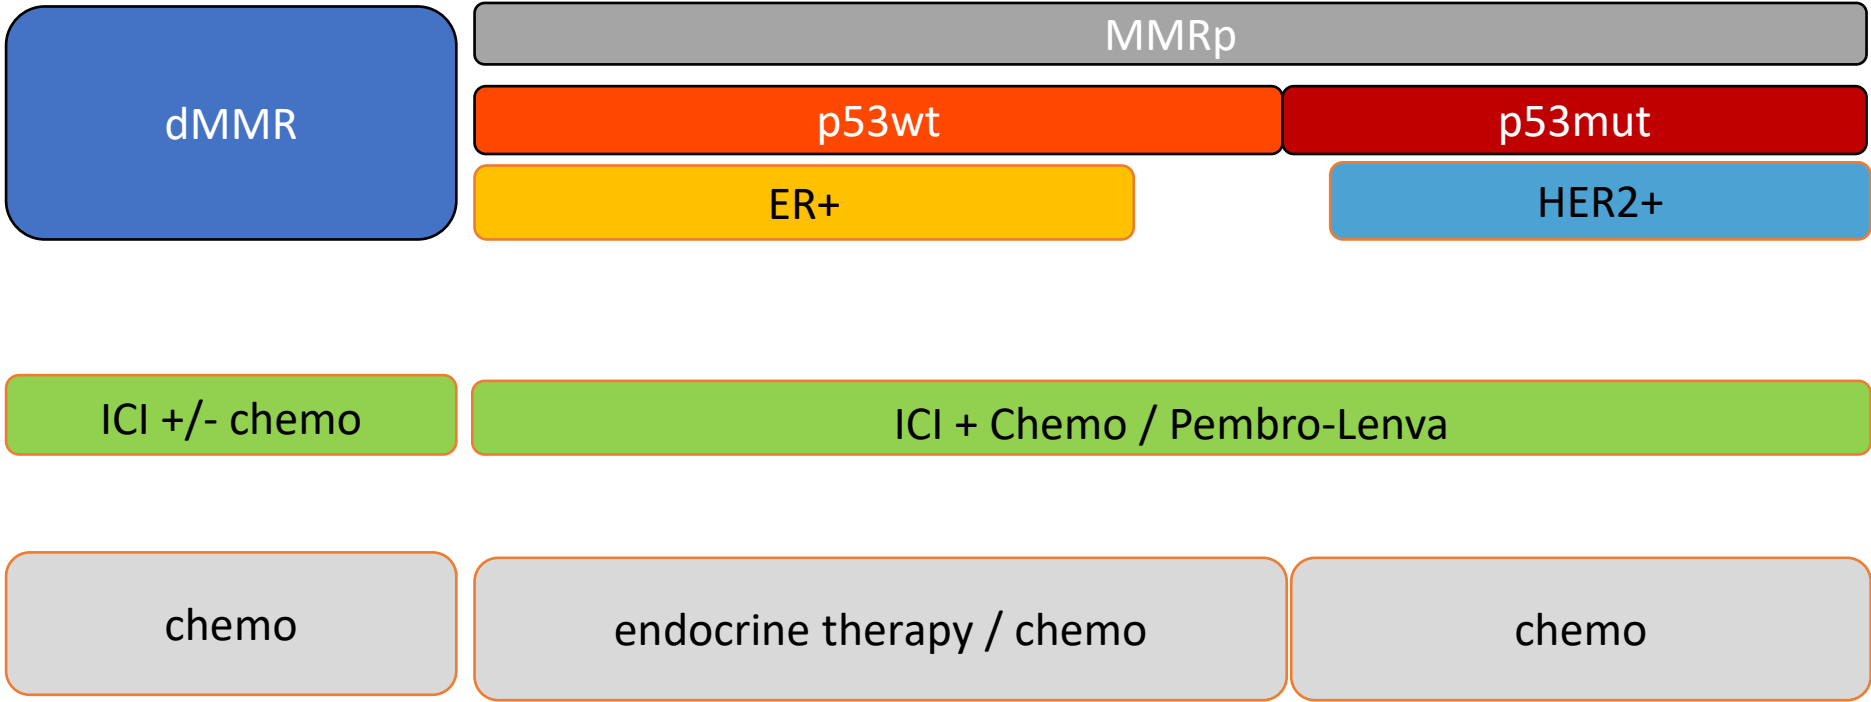 dMMR
MMRp
p53wt
p53mut
ER+
HER2+
ICI +/- chemo
ICI + Chemo / Pembro-Lenva
chemo
endocrine therapy / chemo
chemo